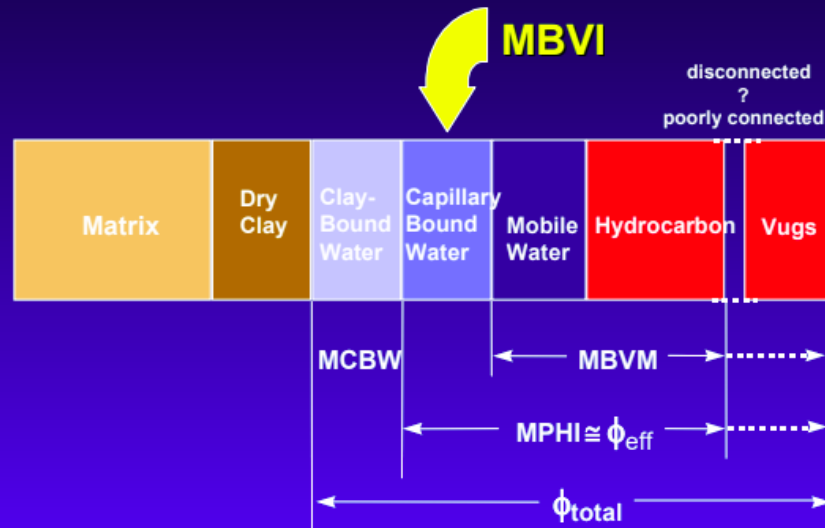 MBVI
disconnected
?
poorly connected
Matrix
Dry
Clay
Clay-
Bound
Water
Capillary
Bound
Water
Mobile
Water
Hydrocarbon
Vugs
MCBW
MBVM
MPHI ≅ ϕeff
ϕtotal